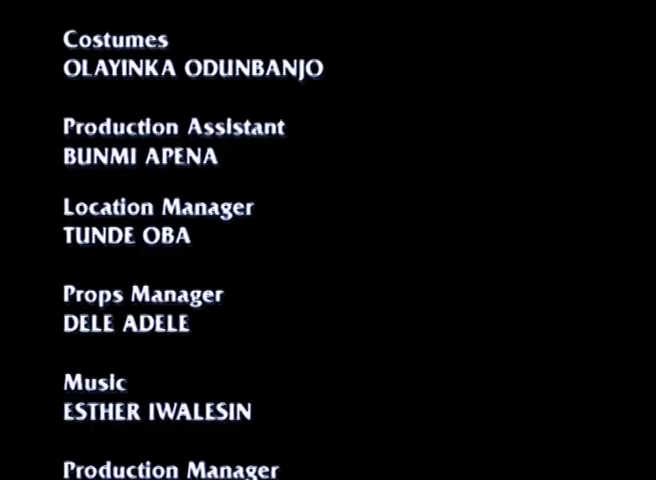 Costumes
OLAYINKA ODUNBANJO
Production Assistant
BUNMI APENA
Location Manager
TUNDE OBA
Props Manager
DELE ADELE
Music
ESTHER IWALESIN
Production Manager